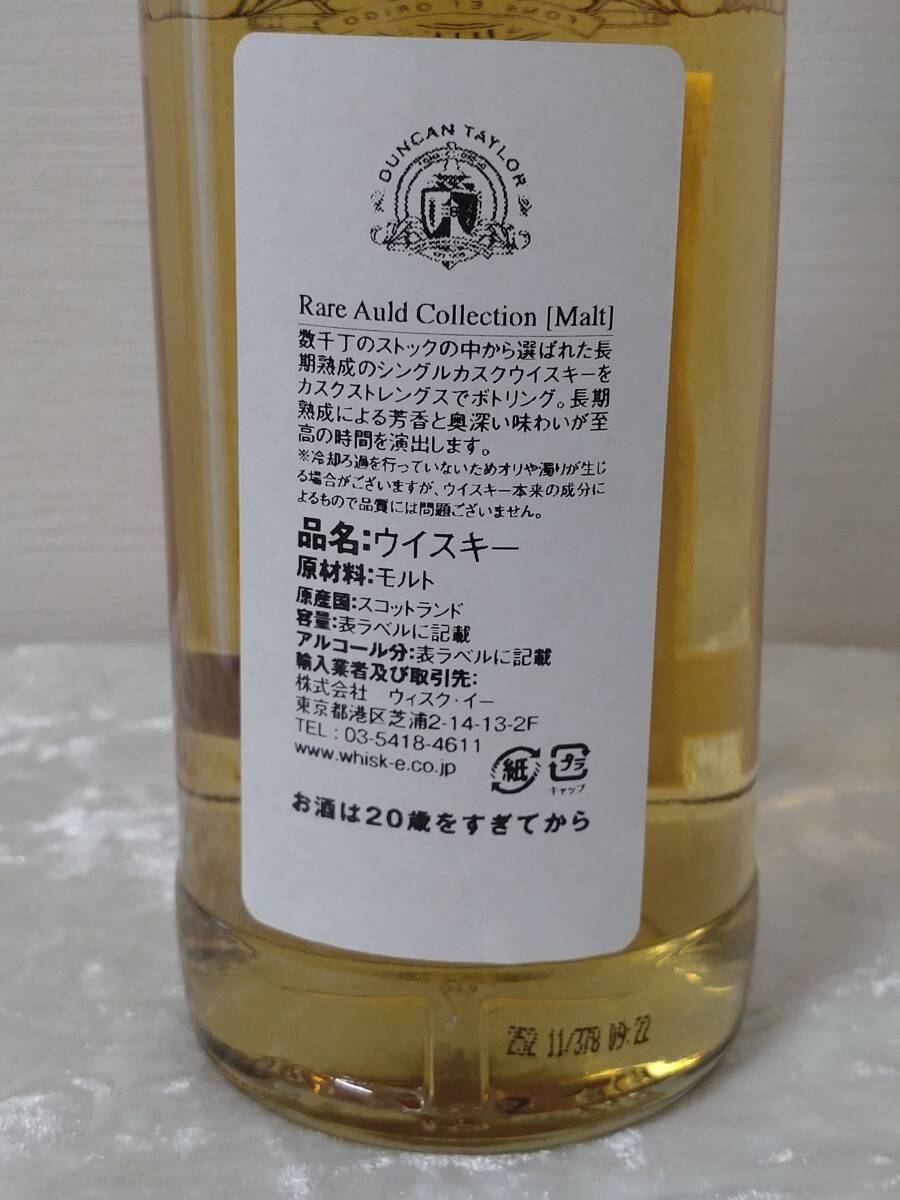 FONS ET ORIGO
DUNCAN TAYLOR
Rare Auld Collection [Malt]
数千丁のストックの中から選ばれた長
期熟成のシングルカスクウイスキーを
カスクストレングスでボトリング。長期
熟成による芳香と奥深い味わいが至
高の時間を演出します。
※冷却ろ過を行っていないためオリや濁りが生じ
る場合がございますが、ウイスキー本来の成分に
よるもので品質には問題ございません。
品名:ウイスキー
原材料:モルト
原産国:スコットランド
容量:表ラベルに記載
アルコール分:表ラベルに記載
輸入業者及び取引先:
株式会社 ウィスク・イー
東京都港区芝浦2-14-13-2F
TEL : 03-5418-4611
www.whisk-e.co.jp
紙
プラ
キャップ
お酒は20歳をすぎてから
252 11/378 09:22